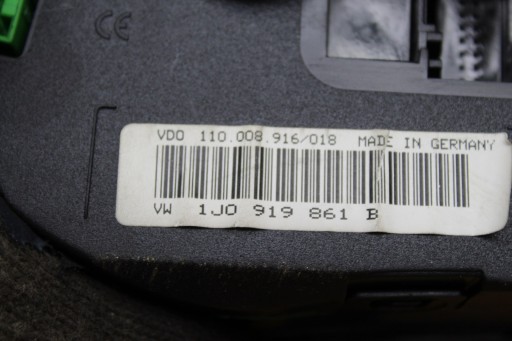 CE
VDO 110.008.916/018 MADE IN GERMANY
VW 1J0 919 861 B